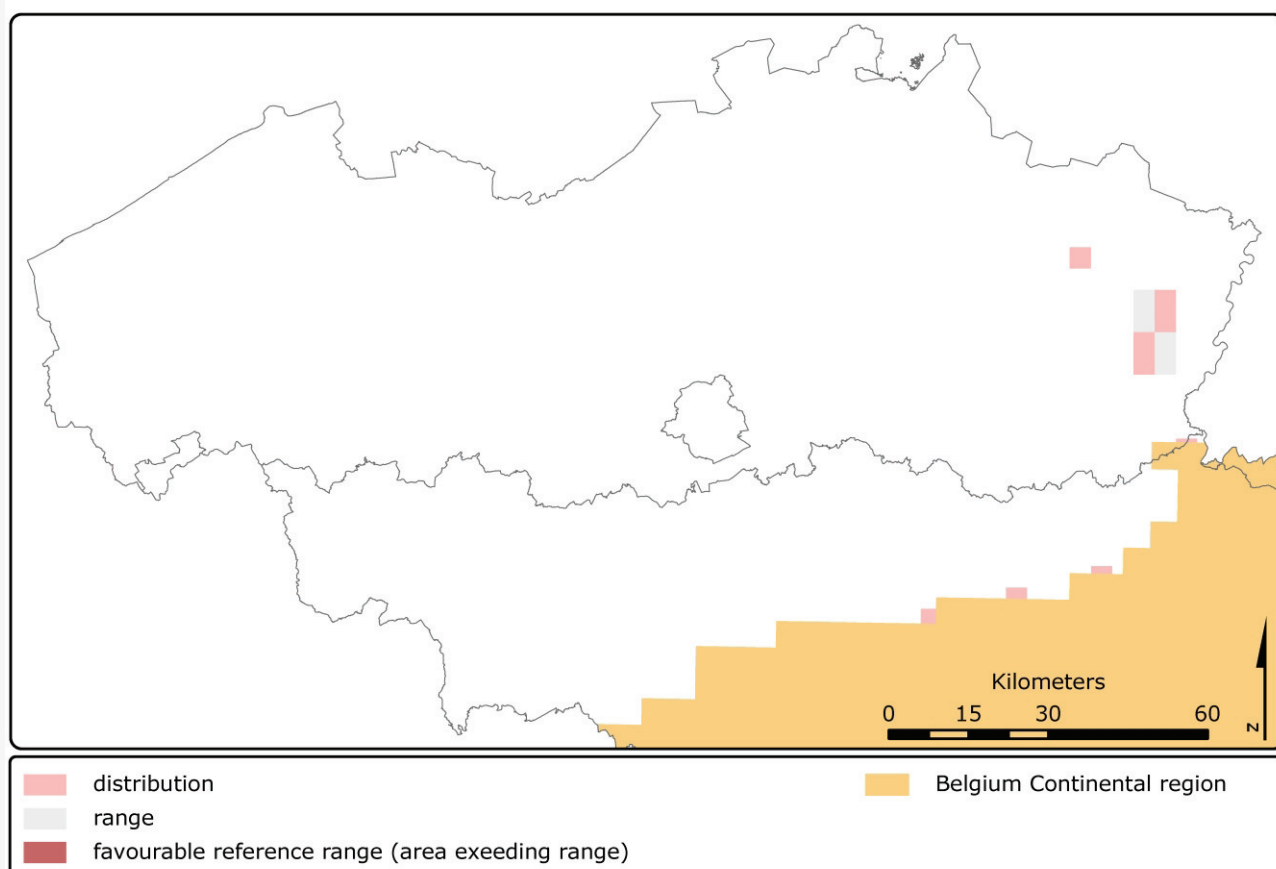 Kilometers
0 15 30 60
z
distribution
Belgium Continental region
range
favourable reference range (area exeeding range)